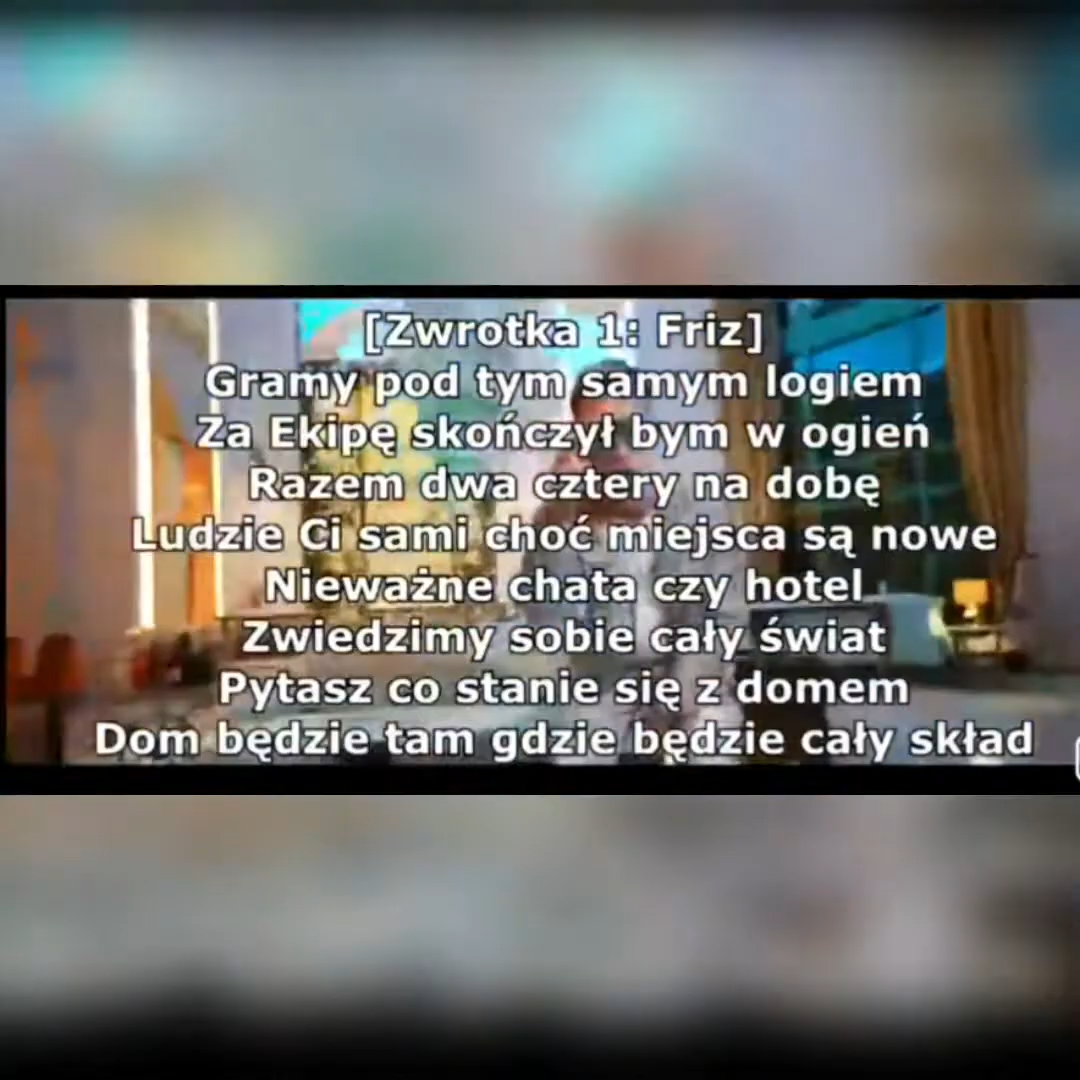 [Zwrotka 1: Friz]
Gramy pod tym samym logiem
Za Ekipę skończył bym w ogień
Razem dwa cztery na dobę
Ludzie Ci sami choć miejsca są nowe
Nieważne chata czy hotel
Zwiedzimy sobie cały świat
Pytasz co stanie się z domem
Dom będzie tam gdzie będzie cały skład